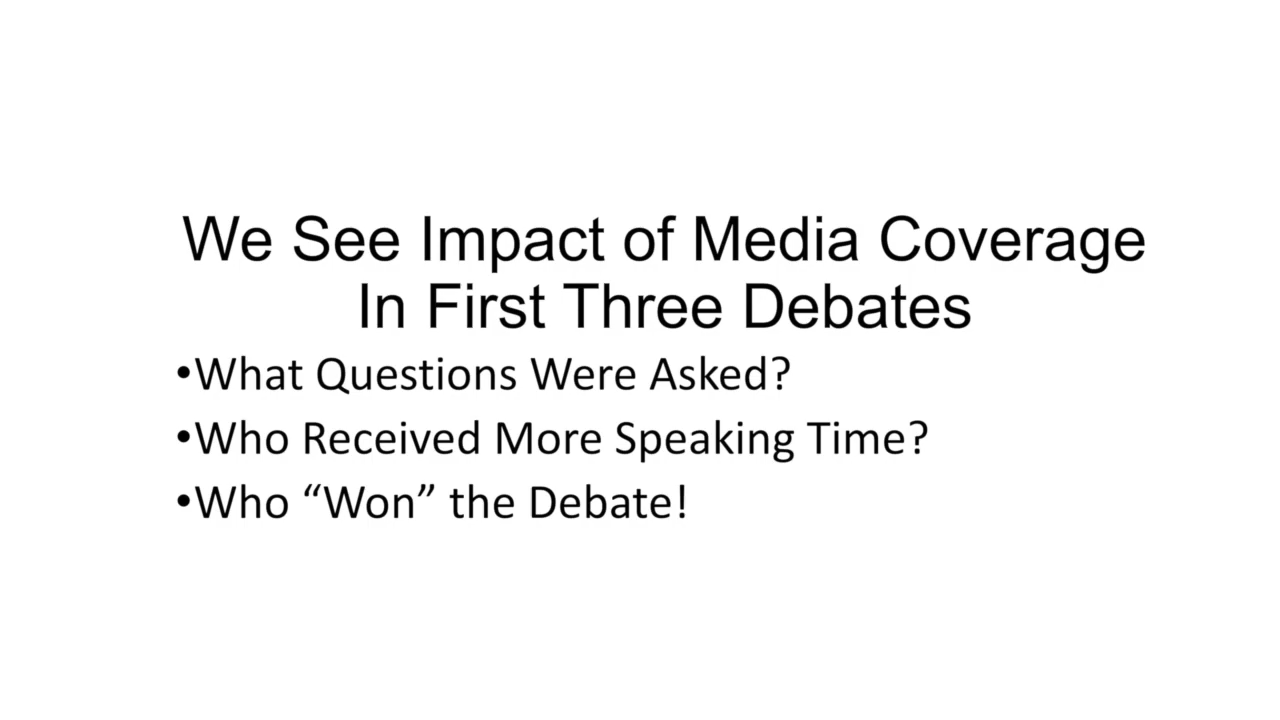 We See Impact of Media Coverage
In First Three Debates
•What Questions Were Asked?
•Who Received More Speaking Time?
•Who “Won” the Debate!